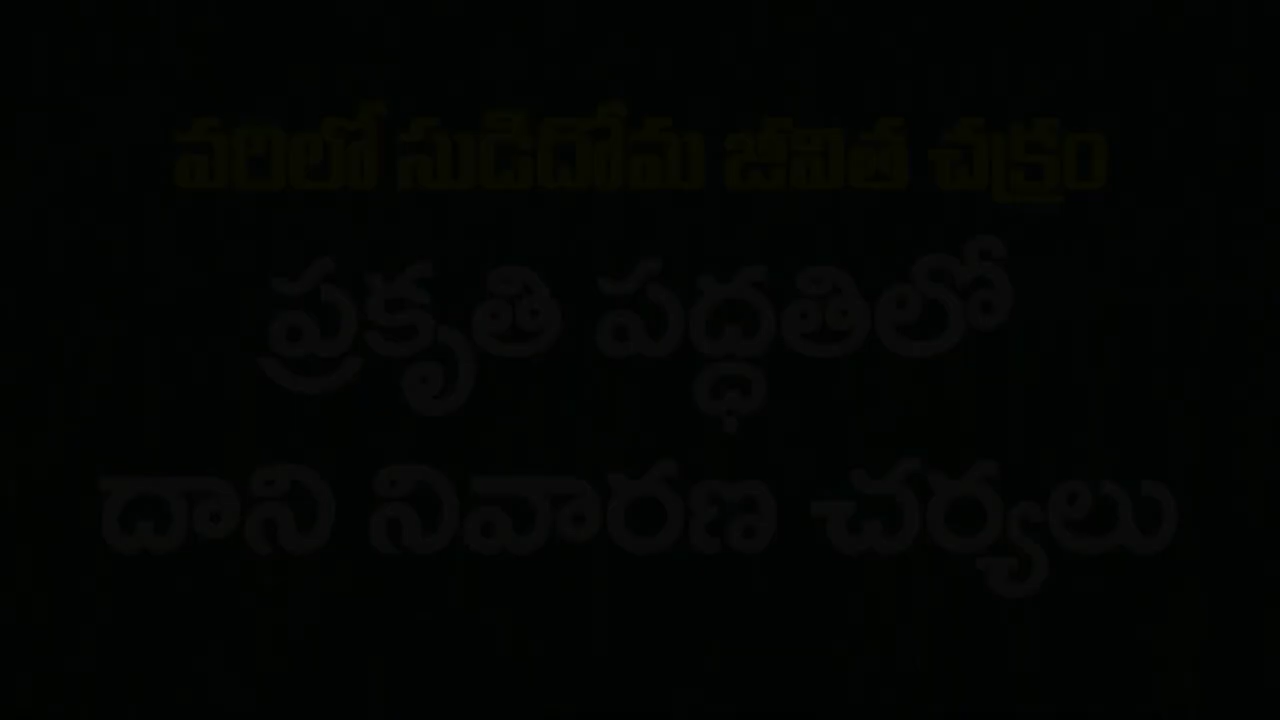 వరిలో సుడిదోమ జీవిత చక్రం
ప్రకృతి పద్ధతిలో
దాని నివారణ చర్యలు